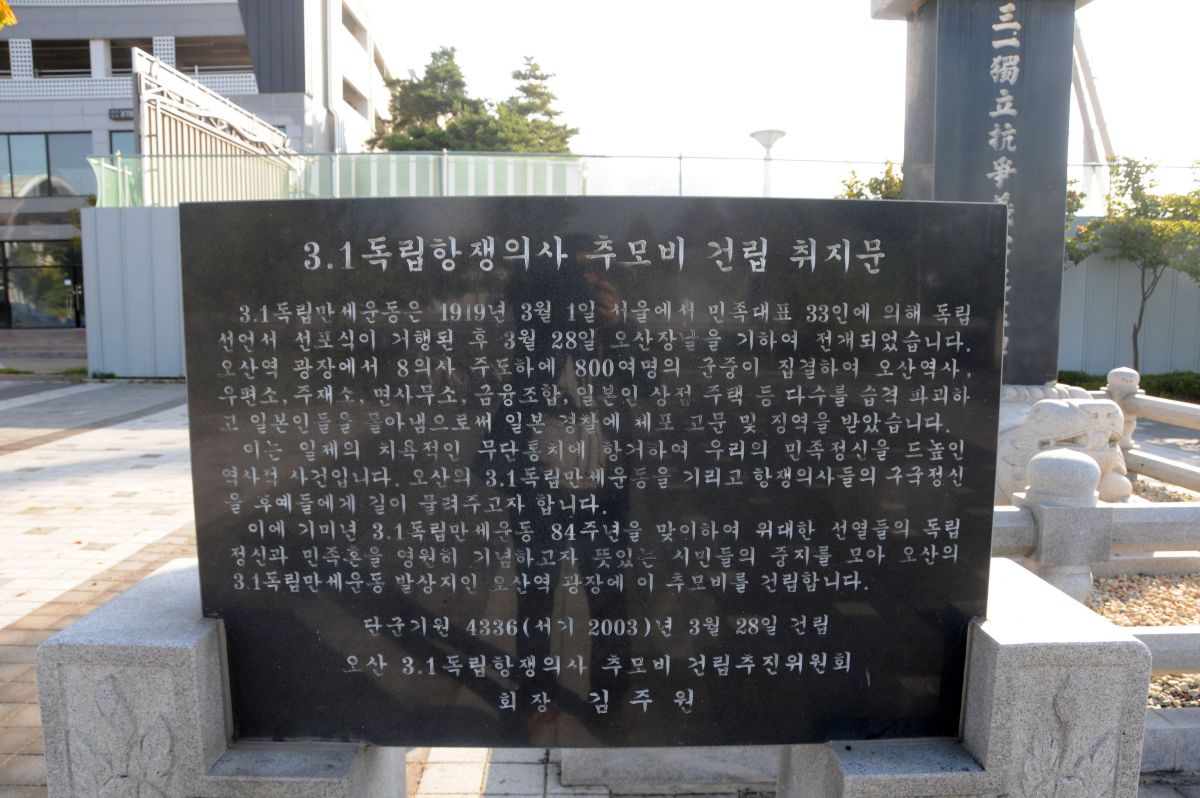 3.1독립항쟁의사 추모비 건립 취지문
3.1독립만세운동은 1919년 3월 1일 서울에서 민족대표 33인에 의해 독립
선언서 선포식이 거행된 후 3월 28일 오산장날을 기하여 전개되었습니다.
오산역 광장에서 8의사 주도하에 800여명의 군중이 집결하여 오산역사,
우편소, 주재소, 면사무소, 금융조합, 일본인 상점 주택 등 다수를 습격 파괴하
고 일본인들을 몰아냄으로써 일본 경찰에 체포 고문 및 징역을 받았습니다.
이는 일제의 치욕적인 무단통치에 항거하여 우리의 민족정신을 드높인
역사적 사건입니다. 오산의 3.1독립만세운동을 기리고 항쟁의사들의 구국정신
을 후예들에게 길이 물려주고자 합니다.
이에 기미년 3.1독립만세운동 84주년을 맞이하여 위대한 선열들의 독립
정신과 민족혼을 영원히 기념하고자 뜻있는 시민들의 중지를 모아 오산의
3.1독립만세운동 발상지인 오산역 광장에 이 추모비를 건립합니다.
단군기원 4336(서기 2003)년 3월 28일 건립
오산 3.1독립항쟁의사 추모비 건립추진위원회
회장 김주원
三一獨立抗爭義